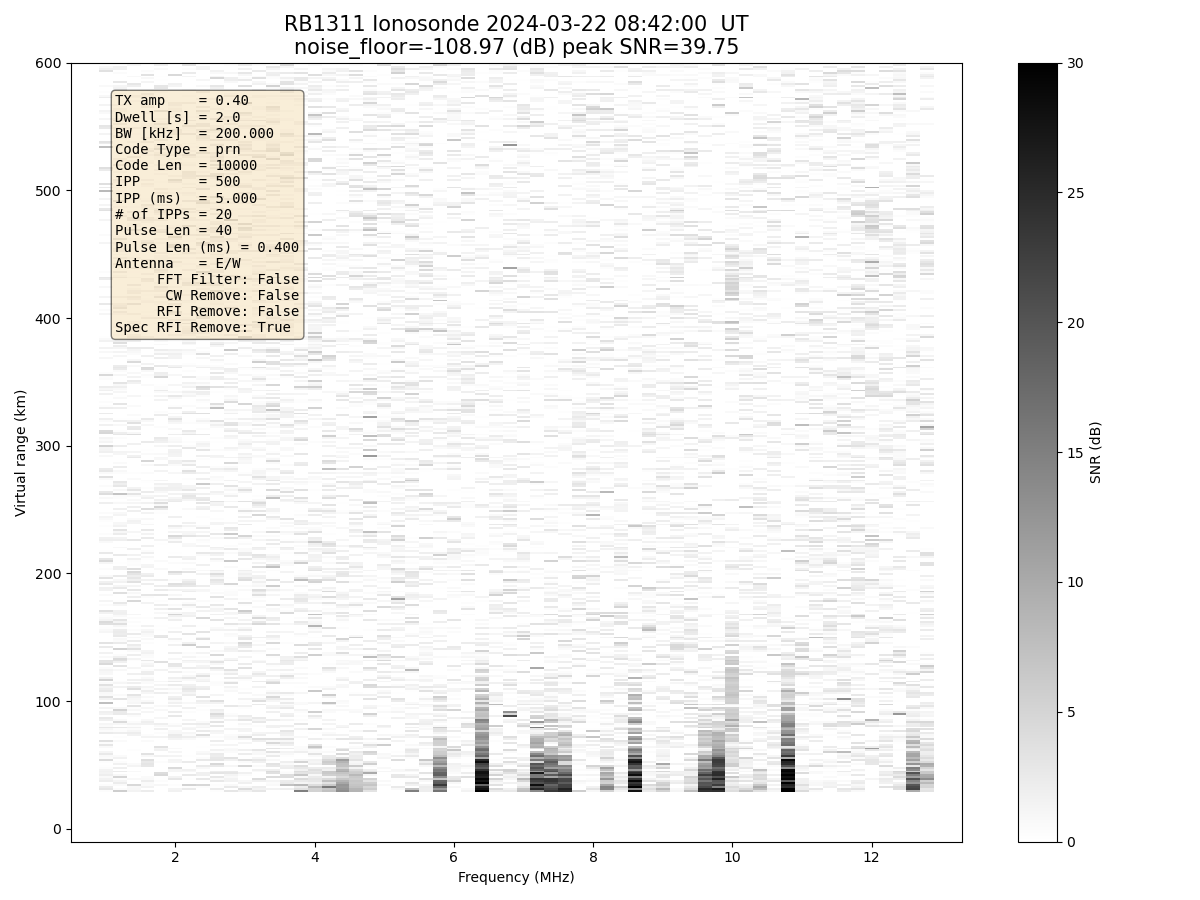 RB1311 Ionosonde 2024-03-22 08:42:00  UT
noise_floor=-108.97 (dB) peak SNR=39.75
TX amp    = 0.40
Dwell [s] = 2.0
BW [kHz]  = 200.000
Code Type = prn
Code Len  = 10000
IPP       = 500
IPP (ms)  = 5.000
# of IPPs = 20
Pulse Len = 40
Pulse Len (ms) = 0.400
Antenna   = E/W
FFT Filter: False
CW Remove: False
RFI Remove: False
Spec RFI Remove: True
Virtual range (km)
600
500
400
300
200
100
0
2
4
6
8
10
12
Frequency (MHz)
30
25
20
15
10
5
0
SNR (dB)